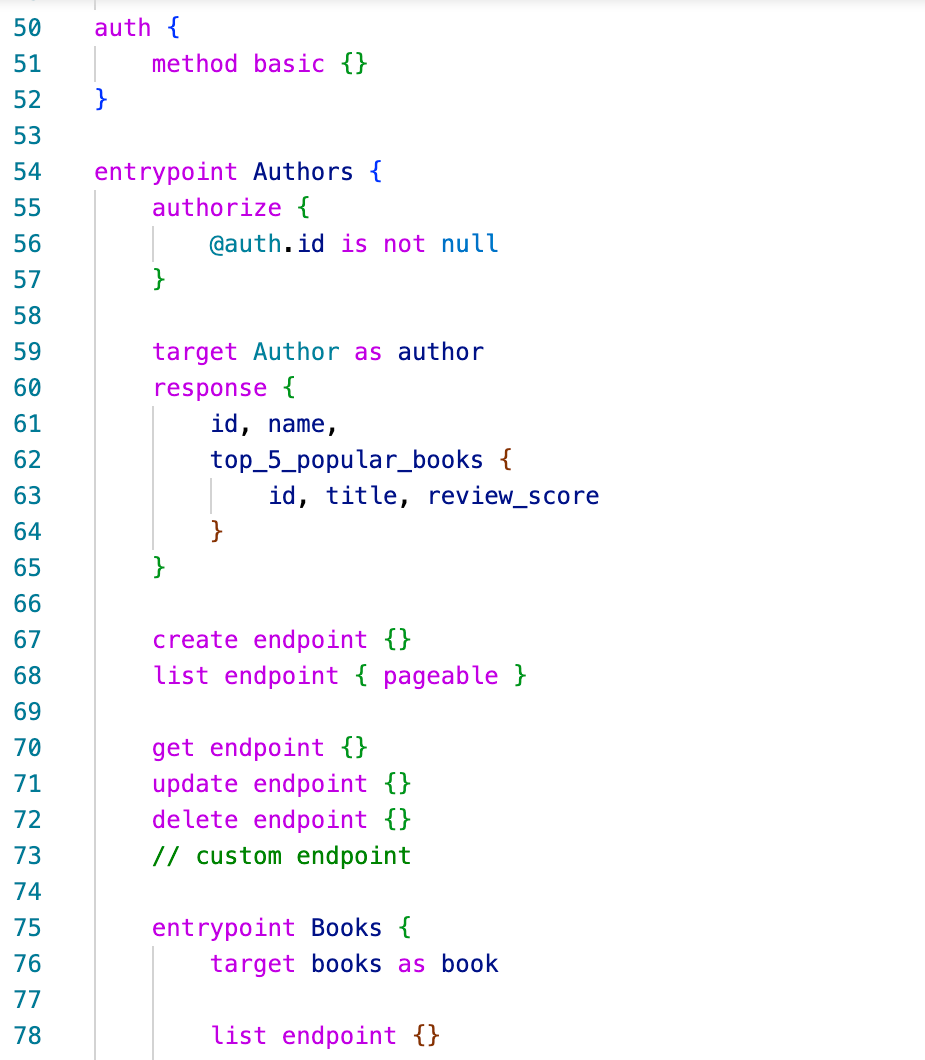 50 auth {
51 method basic {}
52 }
53
54 entrypoint Authors {
55 authorize {
56 @auth.id is not null
57 }
58
59 target Author as author
60 response {
61 id, name,
62 top_5_popular_books {
63 id, title, review_score
64 }
65 }
66
67 create endpoint {}
68 list endpoint { pageable }
69
70 get endpoint {}
71 update endpoint {}
72 delete endpoint {}
73 // custom endpoint
74
75 entrypoint Books {
76 target books as book
77
78 list endpoint {}